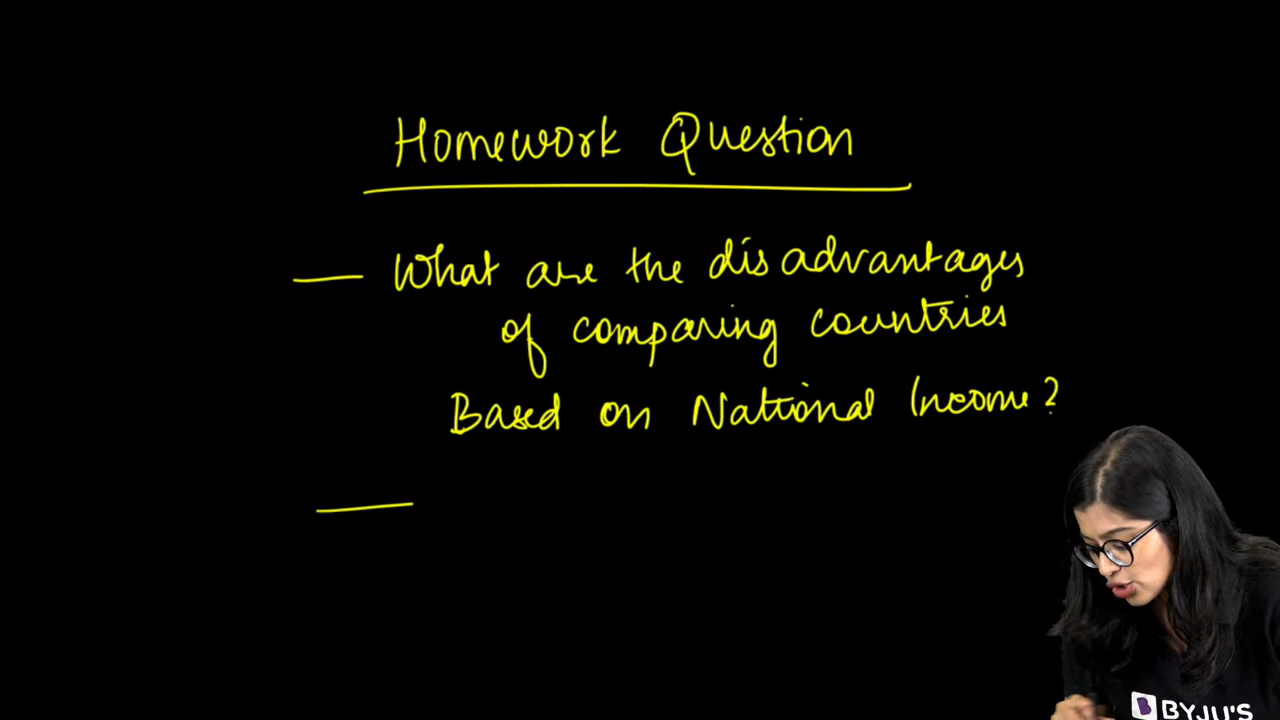 Homework Question
What are the disadvantages
of comparing countries
Based on National Income?
BYJU'S